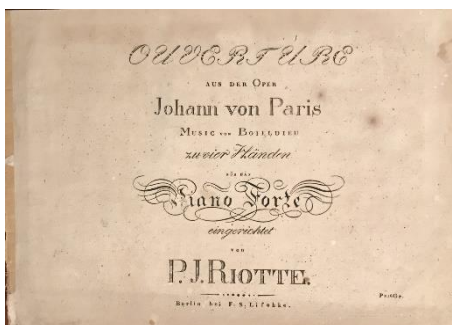 OUVERTURE
AUS DER OPER
Johann von Paris
MUSIC von BOIELDIEU
zu vier Händen
für das
Piano Forte
eingerichtet
von
P. J. RIOTTE.
Berlin bei F. S. Lischke.